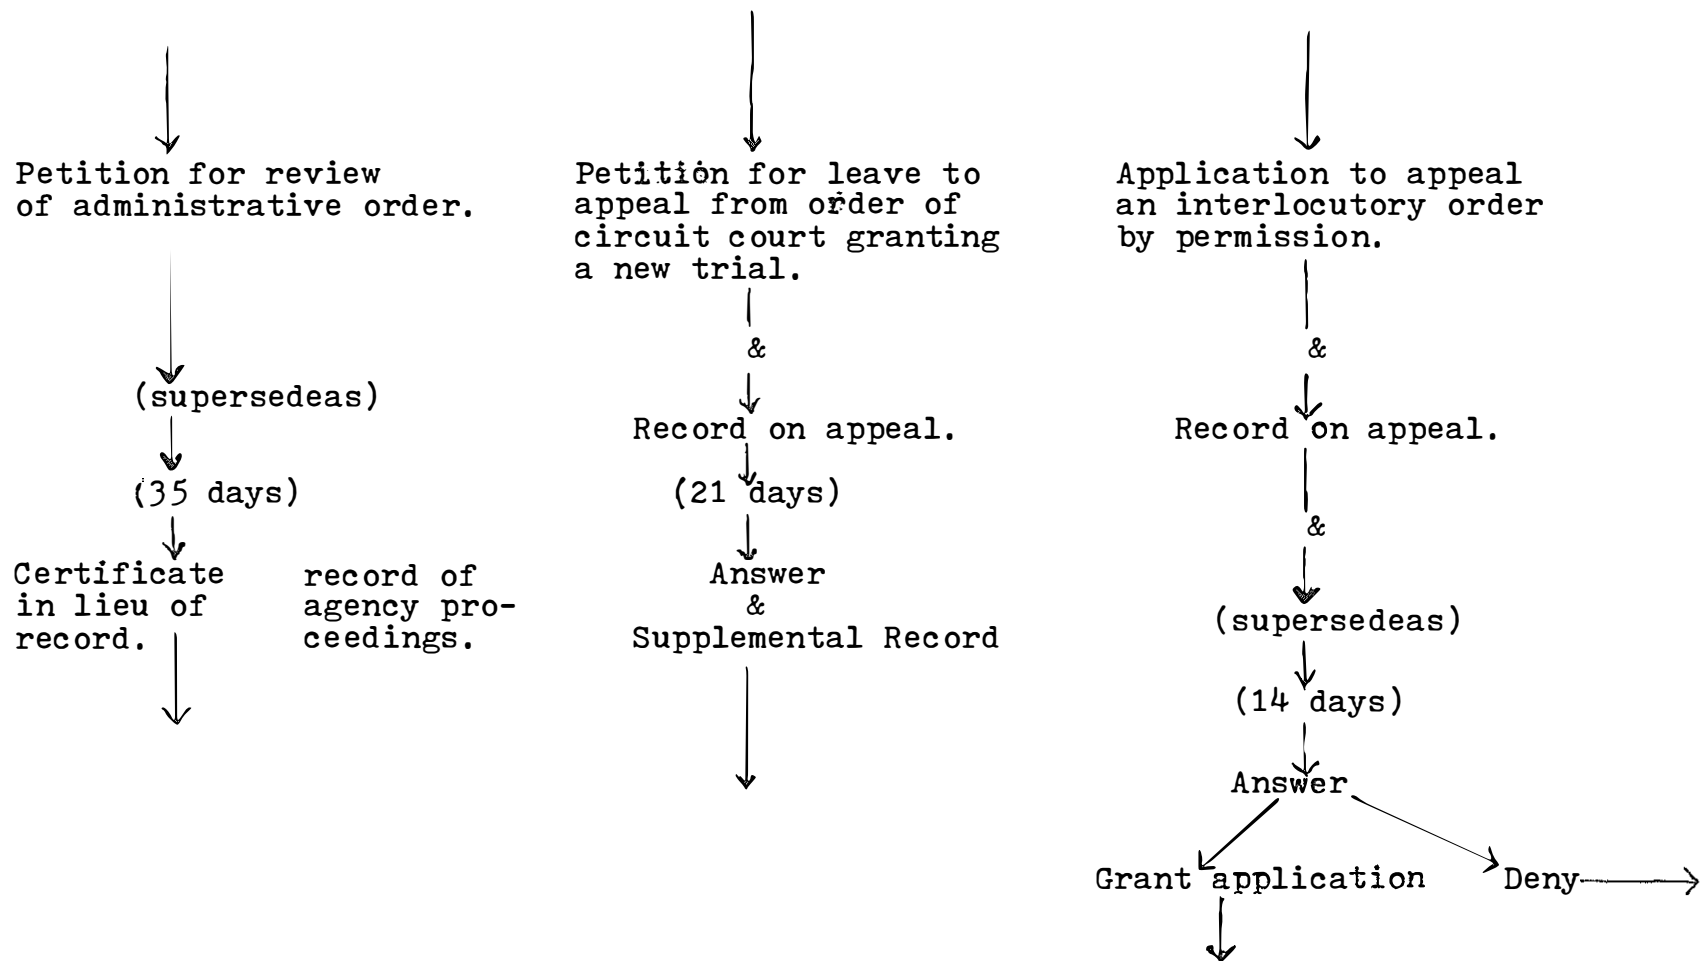 Petition for review
of administrative order.
(supersedeas)
(35 days)
Certificate
in lieu of
record.
record of
agency pro-
ceedings.
Petition for leave to
appeal from order of
circuit court granting
a new trial.
&
Record on appeal.
(21 days)
Answer
&
Supplemental Record
Application to appeal
an interlocutory order
by permission.
&
Record on appeal.
&
(supersedeas)
(14 days)
Answer
Grant application
Deny